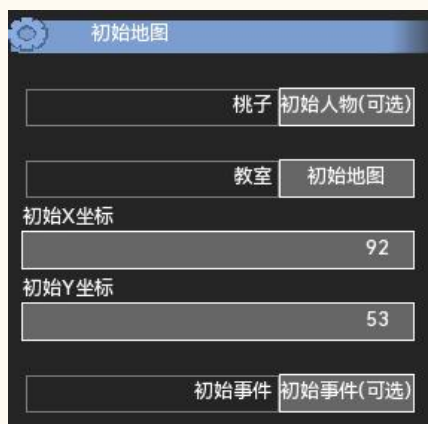 初始地图
桃子 初始人物(可选)
教室 初始地图
初始X坐标
92
初始Y坐标
53
初始事件 初始事件(可选)